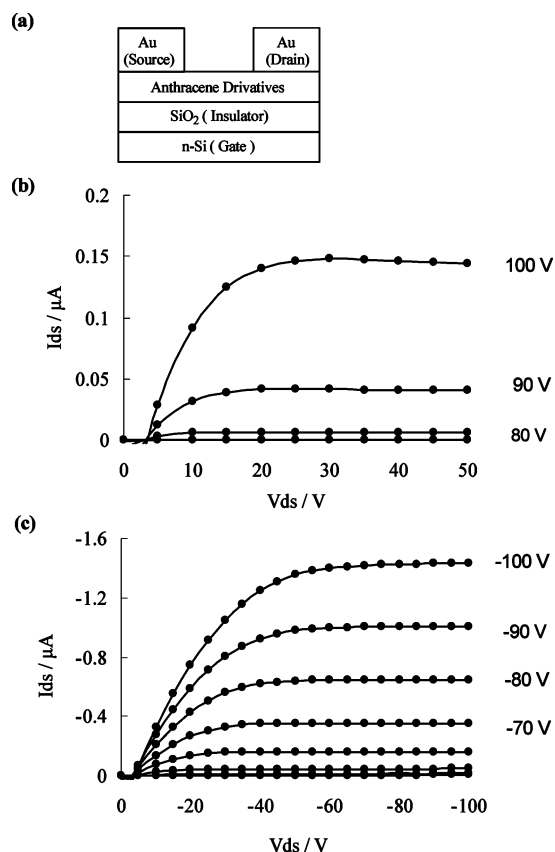 (a)
Au
(Source)
Au
(Drain)
Anthracene Drivatives
SiO₂ ( Insulator)
n-Si ( Gate )
(b)
0.2
0.15
0.1
0.05
0
Ids / µA
100 V
90 V
80 V
0 10 20 30 40 50
Vds / V
(c)
-1.6
-1.2
-0.8
-0.4
0
Ids / µA
-100 V
-90 V
-80 V
-70 V
0 -20 -40 -60 -80 -100
Vds / V